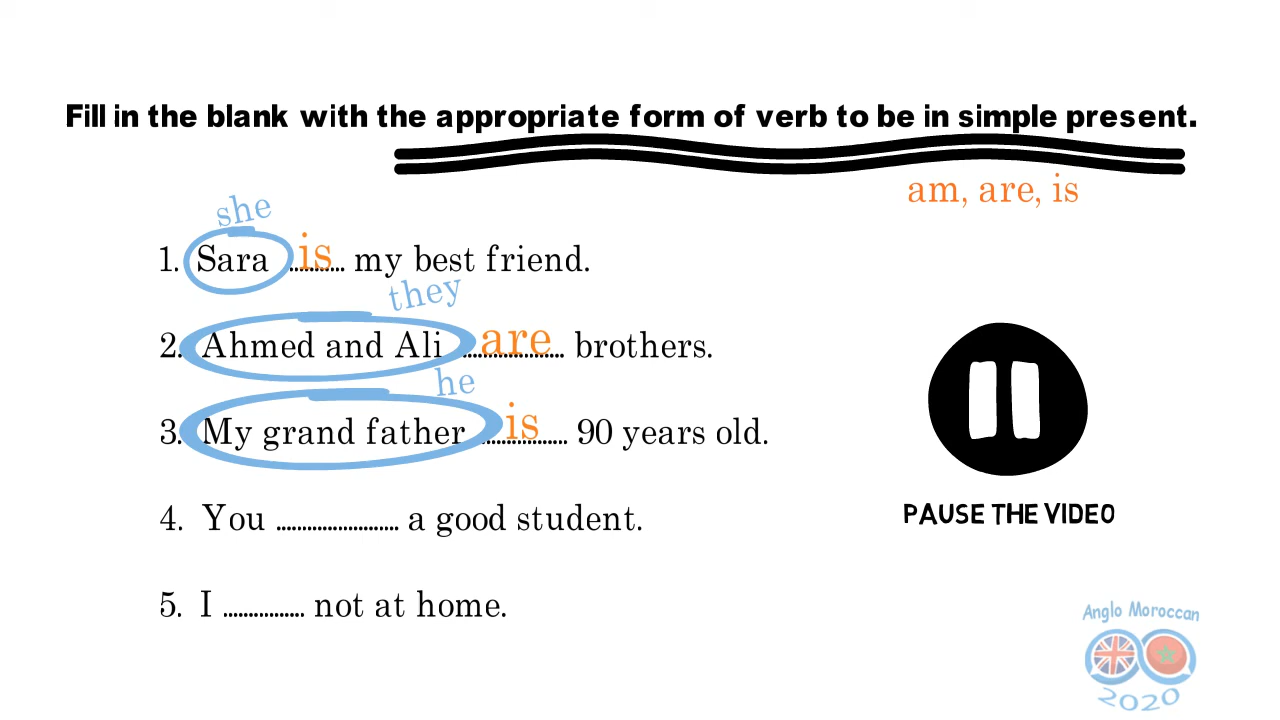 Fill in the blank with the appropriate form of verb to be in simple present.
am, are, is
she
1. Sara ........... is my best friend.
they
2. Ahmed and Ali .................... are brothers.
he
3. My grand father ................. is 90 years old.
4. You ........................ a good student.
PAUSE THE VIDEO
5. I ................ not at home.
Anglo Moroccan
2020